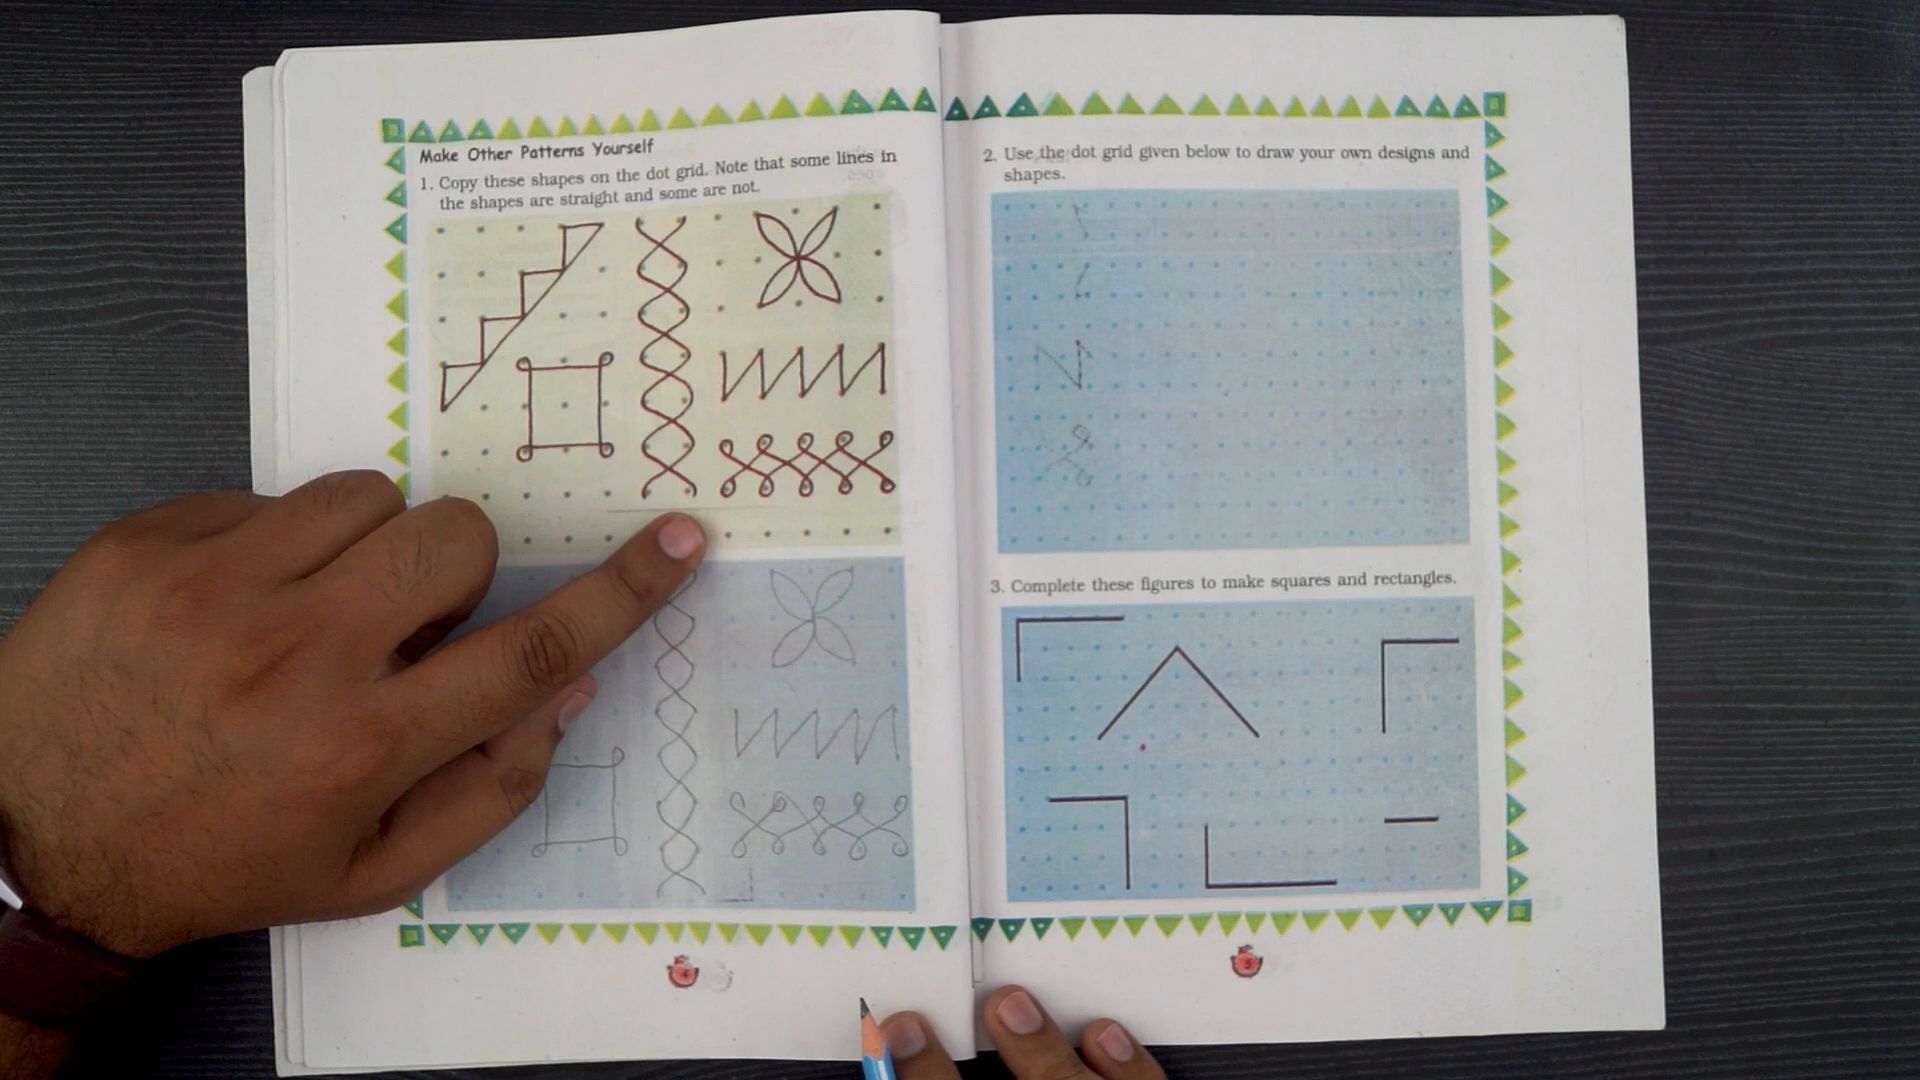 Make Other Patterns Yourself
1. Copy these shapes on the dot grid. Note that some lines in
the shapes are straight and some are not.
2. Use the dot grid given below to draw your own designs and
shapes.
3. Complete these figures to make squares and rectangles.
4
5